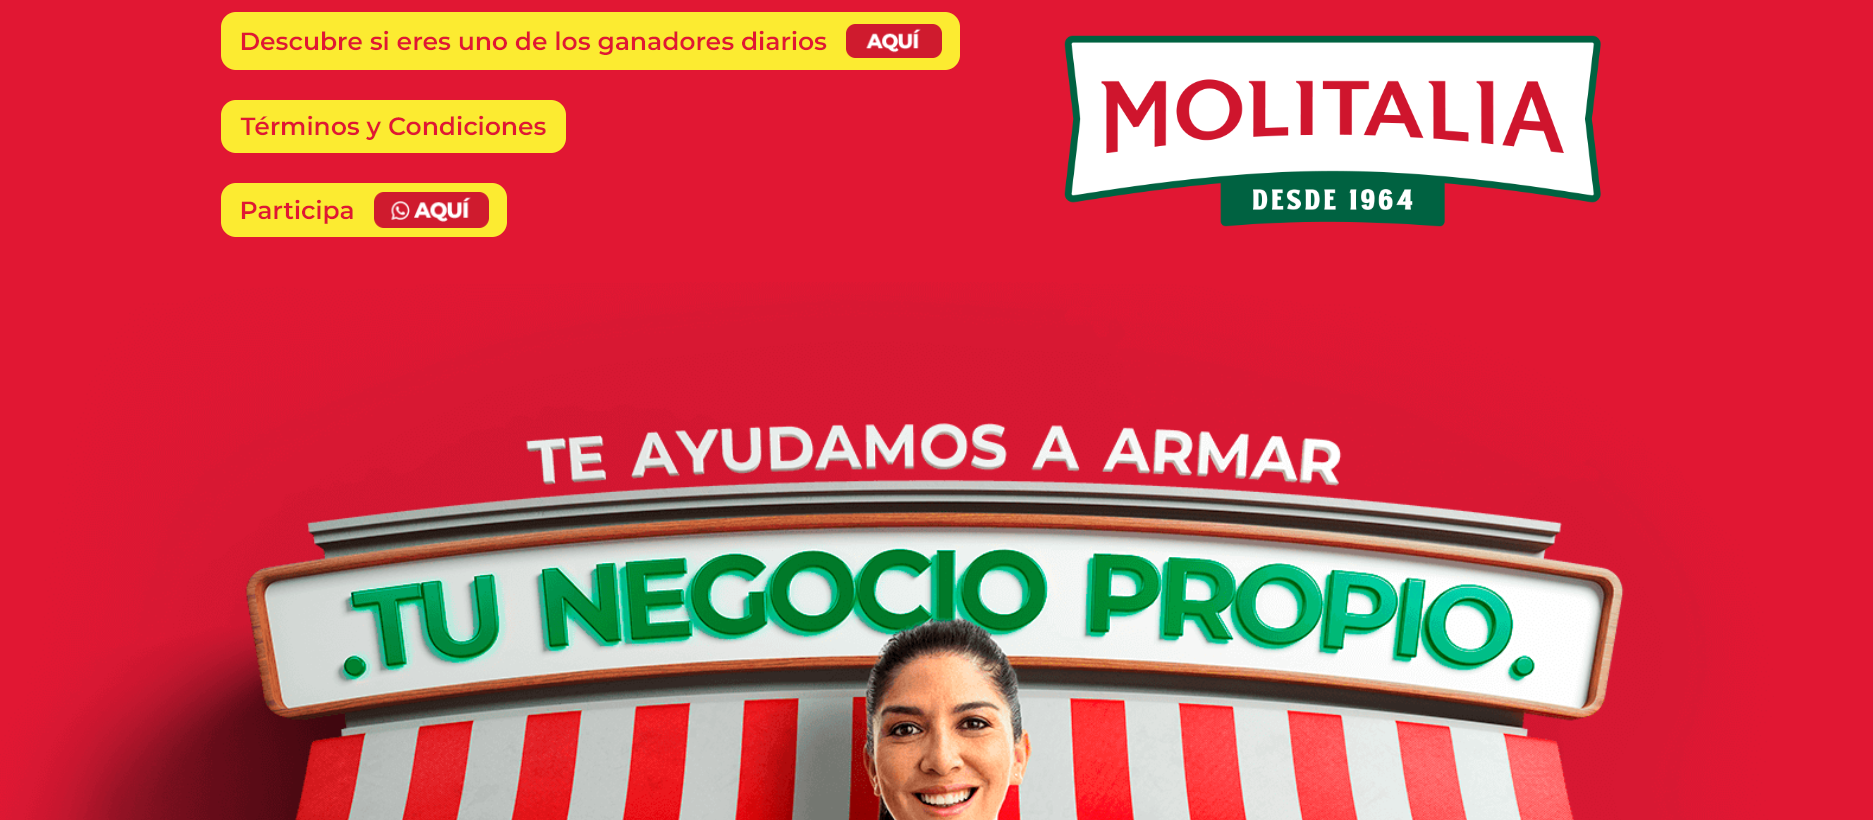 Descubre si eres uno de los ganadores diarios AQUÍ
Términos y Condiciones
Participa AQUÍ
MOLITALIA
DESDE 1964
TE AYUDAMOS A ARMAR
.TU NEGOCIO PROPIO.